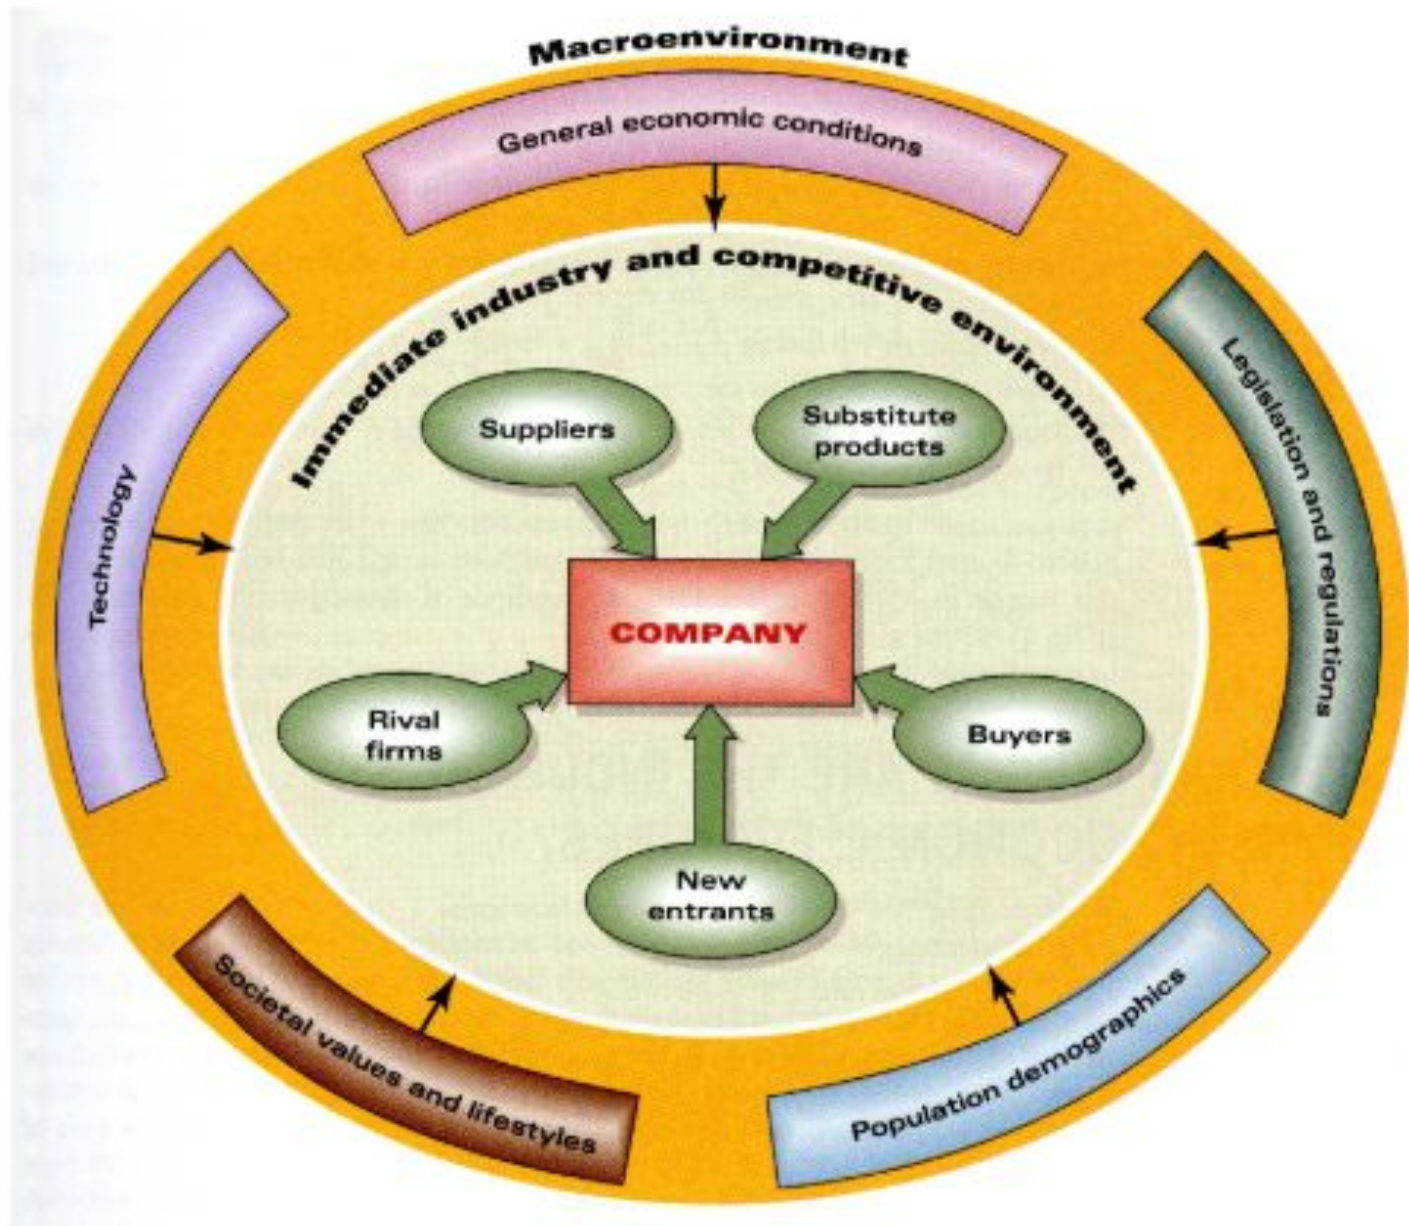 Macroenvironment
General economic conditions
Immediate industry and competitive environment
Legislation and regulations
Technology
Suppliers
Substitute
products
COMPANY
Rival
firms
Buyers
New
entrants
Societal values and lifestyles
Population demographics